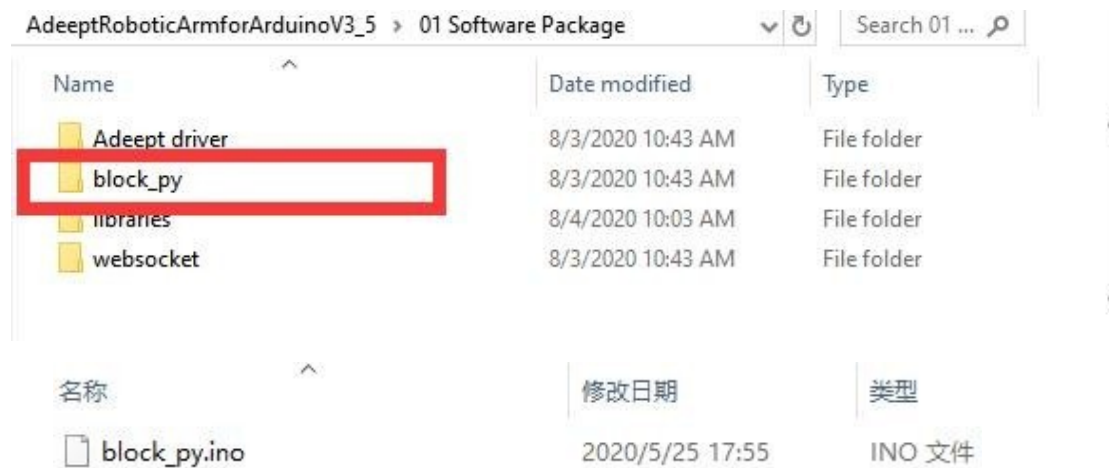 AdeeptRoboticArmforArduinoV3_5 > 01 Software Package Search 01 ...
Name Date modified Type
Adeept driver 8/3/2020 10:43 AM File folder
block_py 8/3/2020 10:43 AM File folder
libraries 8/4/2020 10:03 AM File folder
websocket 8/3/2020 10:43 AM File folder
名称 修改日期 类型
block_py.ino 2020/5/25 17:55 INO 文件